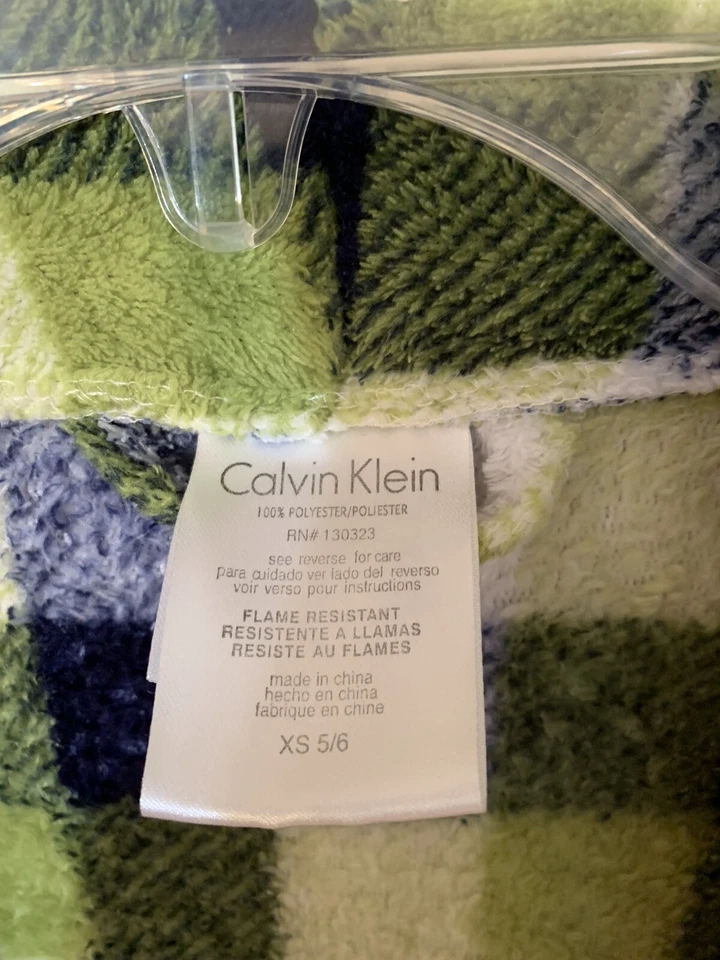 Calvin Klein
100% POLYESTER/POLIESTER
RN# 130323
see reverse for care
para cuidado ver lado del reverso
voir verso pour instructions
FLAME RESISTANT
RESISTENTE A LLAMAS
RESISTE AU FLAMES
made in china
hecho en china
fabrique en chine
XS 5/6